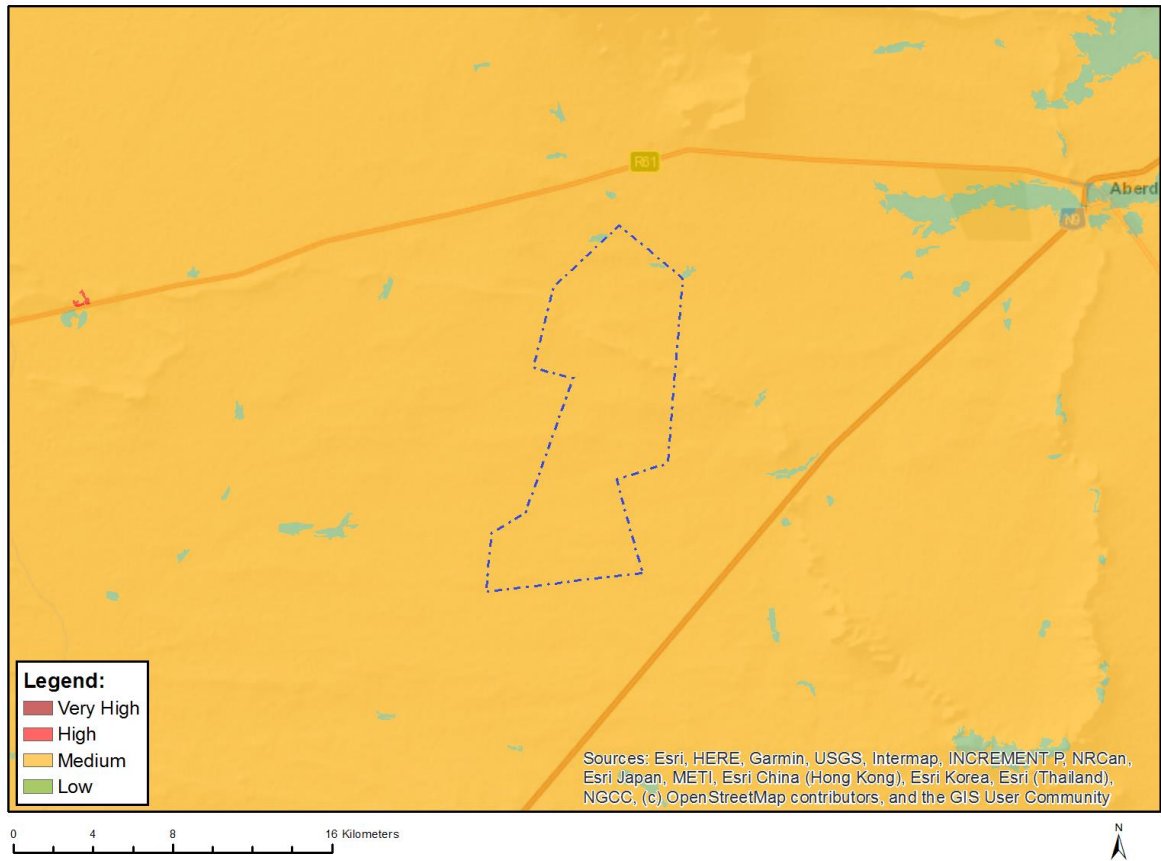 R61
Aberd
N9
Legend:
Very High
High
Medium
Low
Sources: Esri, HERE, Garmin, USGS, Intermap, INCREMENT P, NRCan,
Esri Japan, METI, Esri China (Hong Kong), Esri Korea, Esri (Thailand),
NGCC, (c) OpenStreetMap contributors, and the GIS User Community
0 4 8 16 Kilometers
N